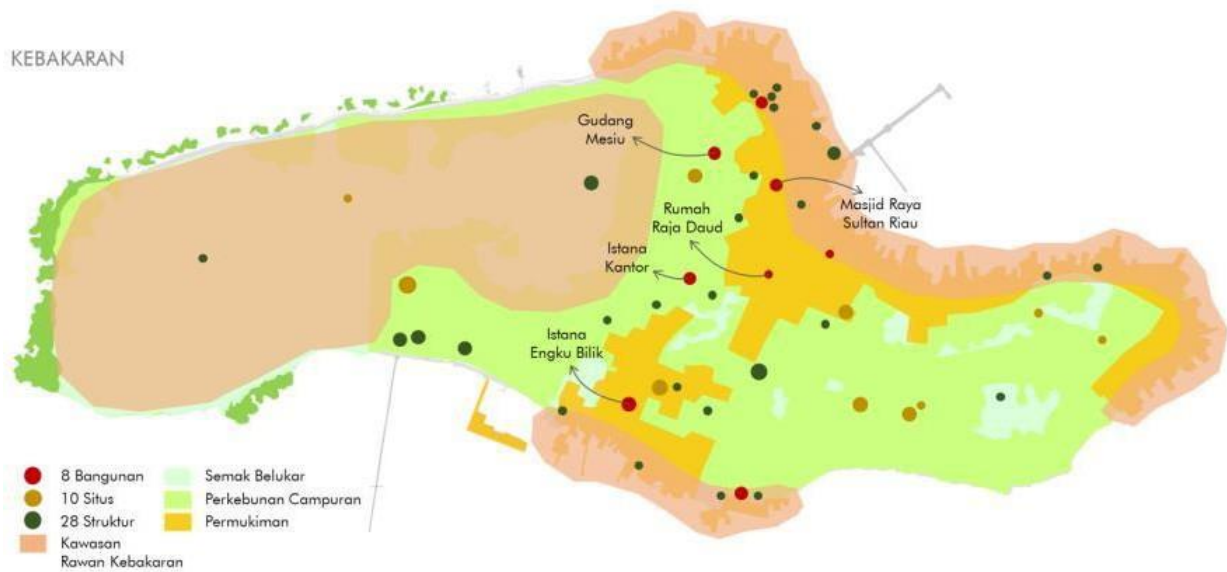 KEBAKARAN
Gudang
Mesiu
Masjid Raya
Sultan Riau
Rumah
Raja Daud
Istana
Kantor
Istana
Engku Bilik
8 Bangunan
10 Situs
28 Struktur
Kawasan
Rawan Kebakaran
Semak Belukar
Perkebunan Campuran
Permukiman